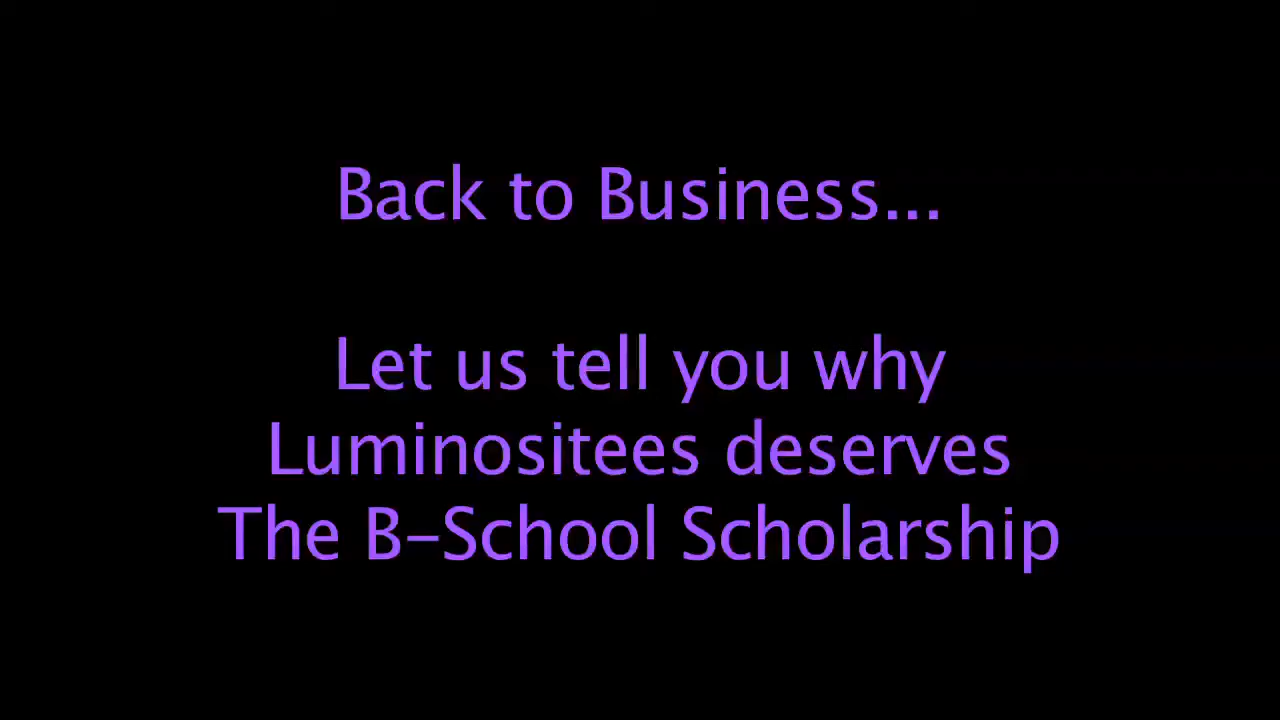 Back to Business...
Let us tell you why
Luminositees deserves
The B-School Scholarship